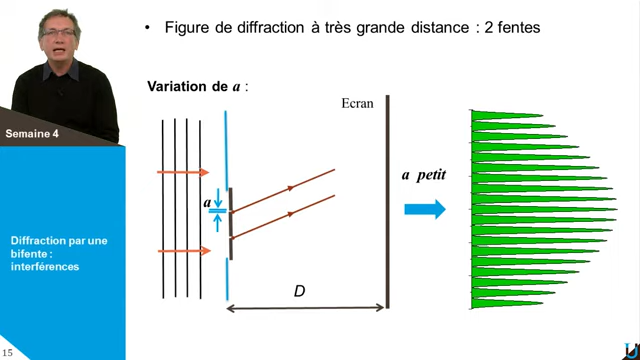 • Figure de diffraction à très grande distance : 2 fentes
Variation de a :
Ecran
Semaine 4
a petit
a
Diffraction par une
bifente :
interférences
D
15
U